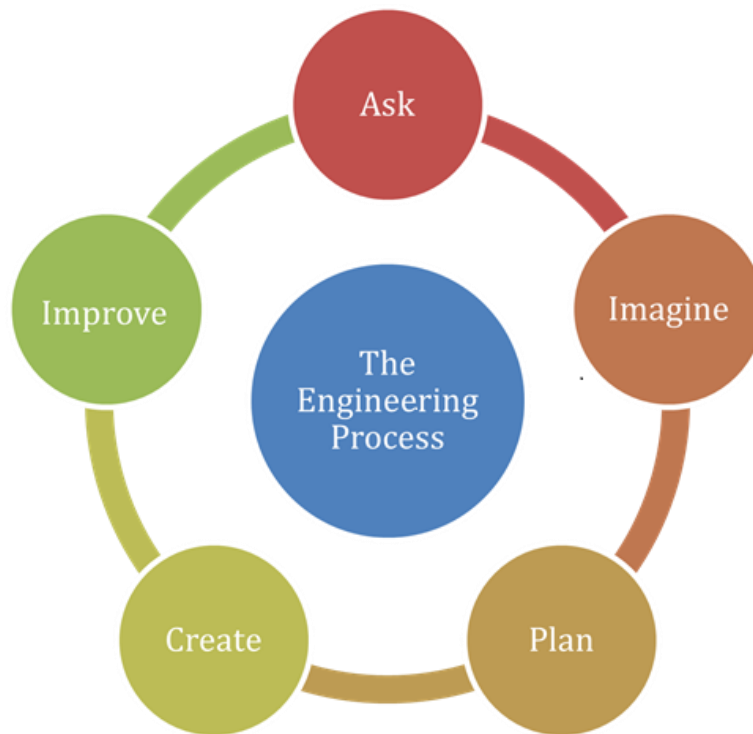 Ask
Imagine
Plan
Create
Improve
The
Engineering
Process